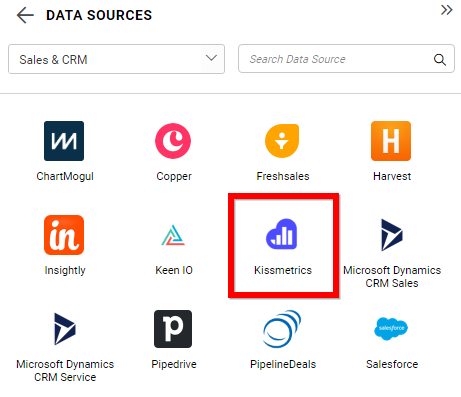 DATA SOURCES
Sales & CRM
Search Data Source
ChartMogul
Copper
Freshsales
Harvest
Insightly
Keen IO
Kissmetrics
Microsoft Dynamics
CRM Sales
Microsoft Dynamics
CRM Service
Pipedrive
PipelineDeals
Salesforce